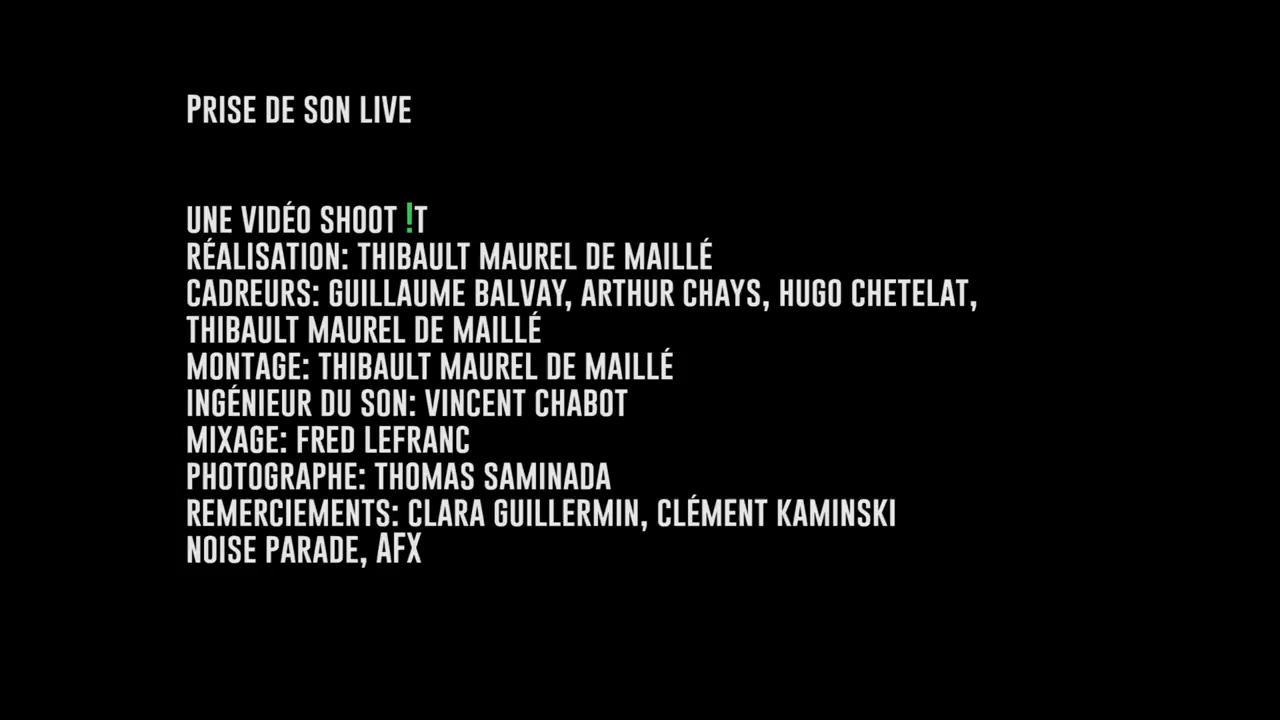 PRISE DE SON LIVE
UNE VIDÉO SHOOT !T
RÉALISATION: THIBAULT MAUREL DE MAILLÉ
CADREURS: GUILLAUME BALVAY, ARTHUR CHAYS, HUGO CHETELAT,
THIBAULT MAUREL DE MAILLÉ
MONTAGE: THIBAULT MAUREL DE MAILLÉ
INGÉNIEUR DU SON: VINCENT CHABOT
MIXAGE: FRED LEFRANC
PHOTOGRAPHE: THOMAS SAMINADA
REMERCIEMENTS: CLARA GUILLERMIN, CLÉMENT KAMINSKI
NOISE PARADE, AFX